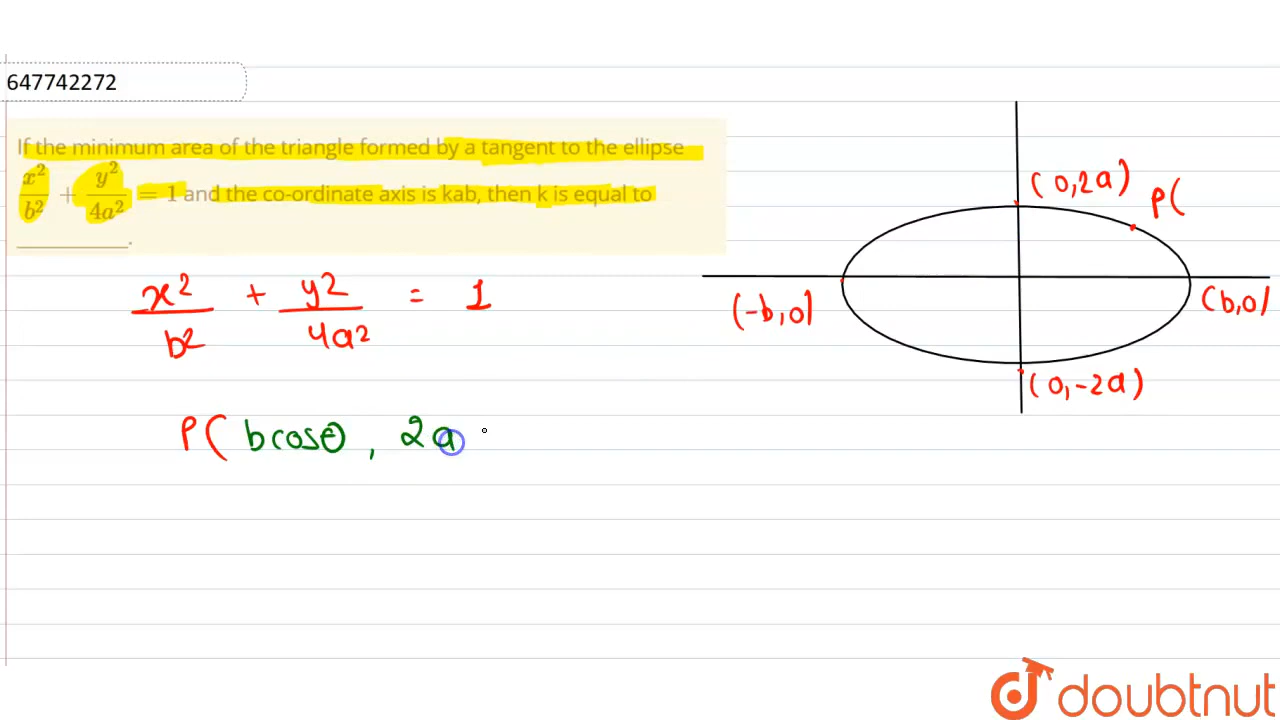 647742272
If the minimum area of the triangle formed by a tangent to the ellipse
x²/b² + y²/4a² = 1 and the co-ordinate axis is kab, then k is equal to
____________.
x²/b² + y²/4a² = 1
P( bcosθ , 2a
(0,2a)
P(
(-b,0)
(b,0)
(0,-2a)
doubtnut